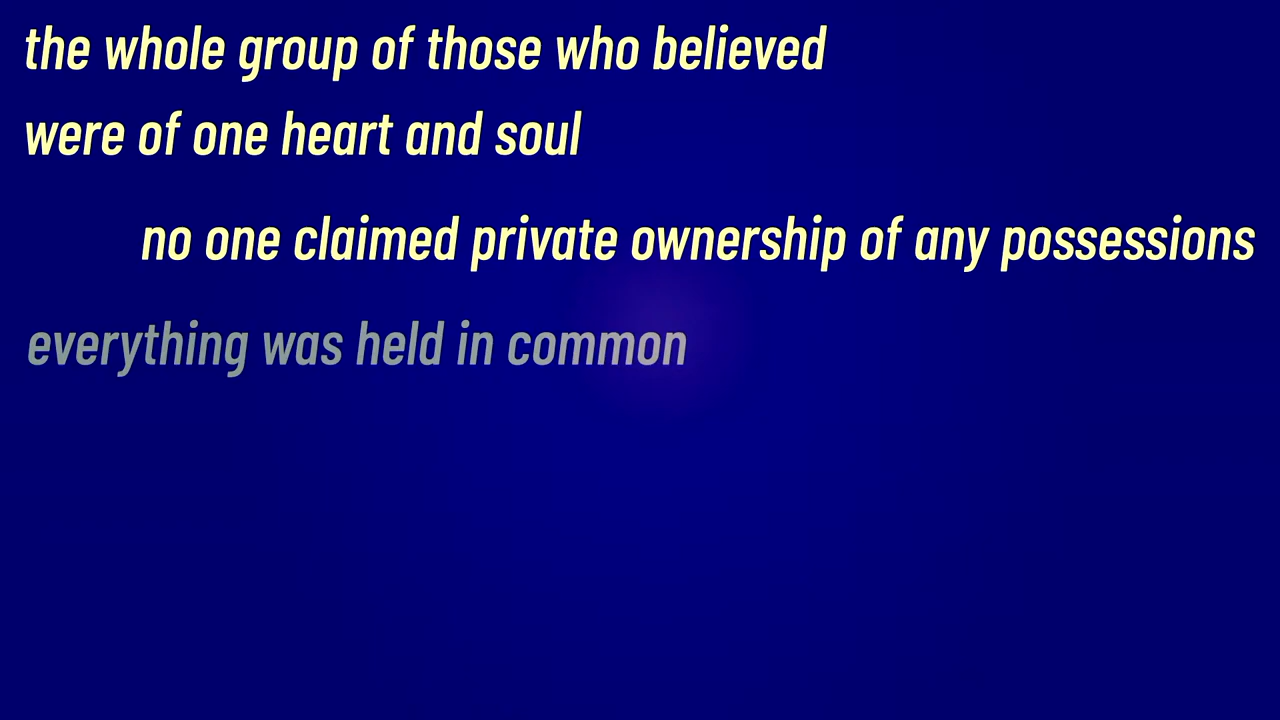 the whole group of those who believed
were of one heart and soul
no one claimed private ownership of any possessions
everything was held in common